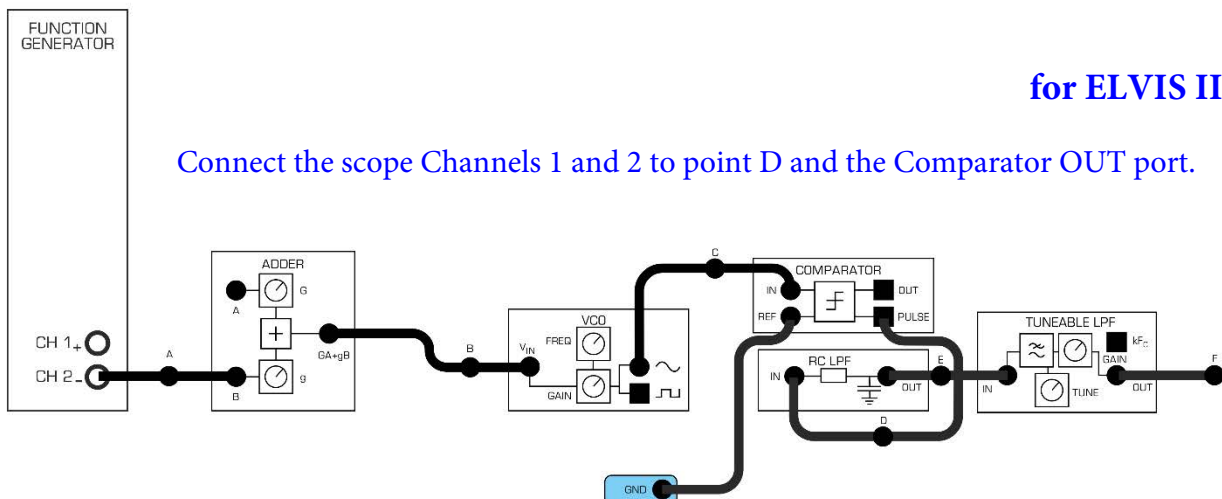 FUNCTION
GENERATOR
for ELVIS II
Connect the scope Channels 1 and 2 to point D and the Comparator OUT port.
CH 1+
CH 2-
A
ADDER
A
G
+
B
g
GA+gB
B
VCO
FREQ
VIN
GAIN
C
COMPARATOR
IN
OUT
REF
PULSE
RC LPF
IN
OUT
D
E
TUNEABLE LPF
kFC
GAIN
IN
TUNE
OUT
F
GND